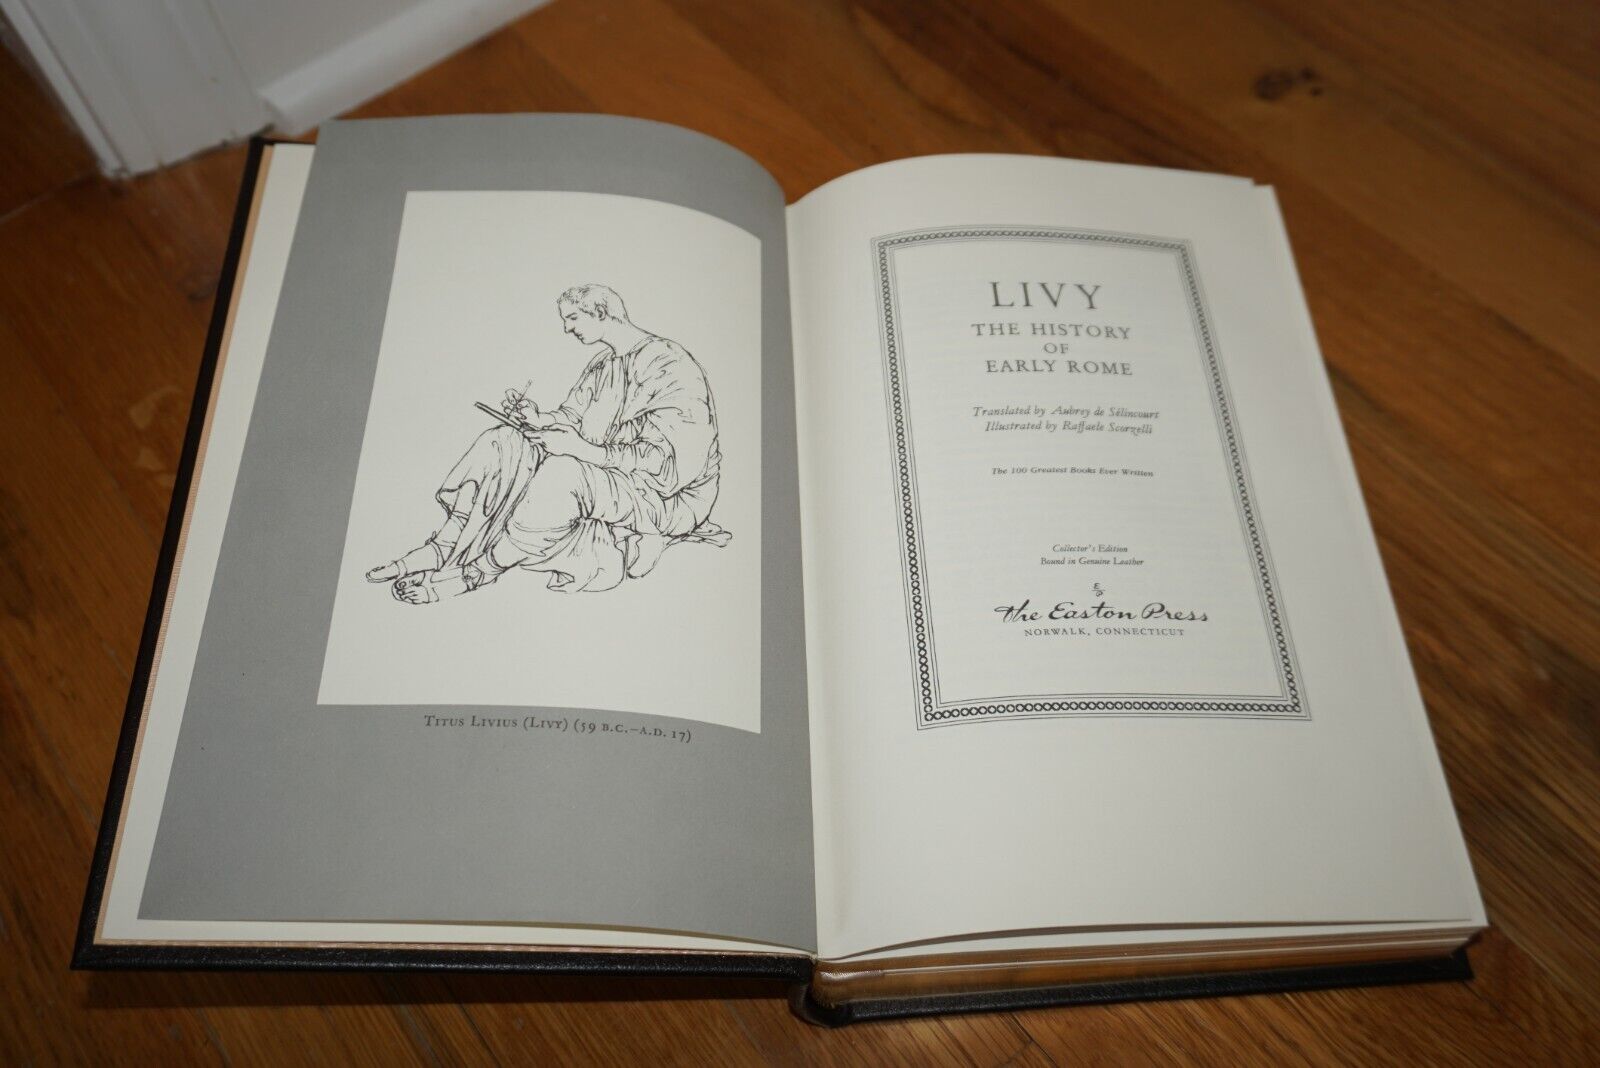 TITUS LIVIUS (LIVY) (59 B.C.–A.D. 17)
LIVY
THE HISTORY
OF
EARLY ROME
Translated by Aubrey de Sélincourt
Illustrated by Raffaele Scorzelli
The 100 Greatest Books Ever Written
Collector's Edition
Bound in Genuine Leather
E
P
The Easton Press
NORWALK, CONNECTICUT